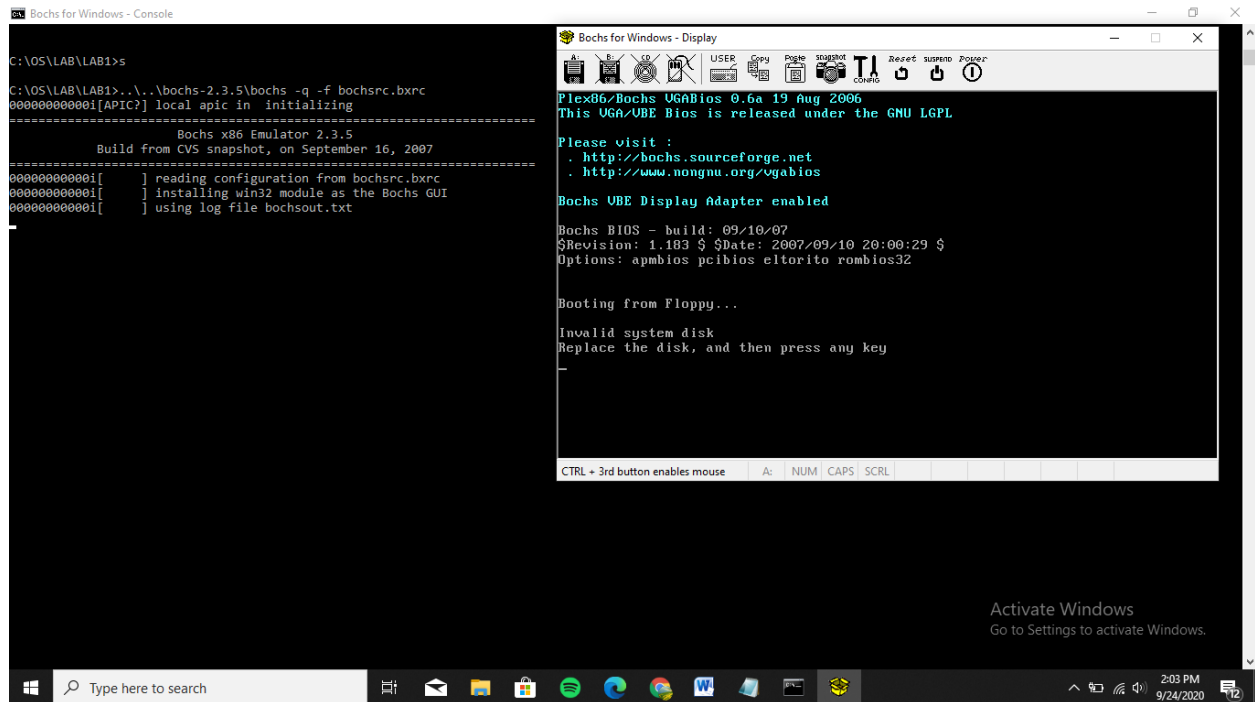 Bochs for Windows - Console
C:\OS\LAB\LAB1>s
C:\OS\LAB\LAB1>..\..\bochs-2.3.5\bochs -q -f bochsrc.bxrc
00000000000i[APIC?] local apic in  initializing
========================================================================
Bochs x86 Emulator 2.3.5
Build from CVS snapshot, on September 16, 2007
========================================================================
00000000000i[     ] reading configuration from bochsrc.bxrc
00000000000i[     ] installing win32 module as the Bochs GUI
00000000000i[     ] using log file bochsout.txt
Bochs for Windows - Display
A: B: CD USER Copy Paste snapshot CONFIG Reset SUSPEND Power
Plex86/Bochs VGABios 0.6a 19 Aug 2006
This VGA/VBE Bios is released under the GNU LGPL
Please visit :
. http://bochs.sourceforge.net
. http://www.nongnu.org/vgabios
Bochs VBE Display Adapter enabled
Bochs BIOS - build: 09/10/07
$Revision: 1.183 $ $Date: 2007/09/10 20:00:29 $
Options: apmbios pcibios eltorito rombios32
Booting from Floppy...
Invalid system disk
Replace the disk, and then press any key
CTRL + 3rd button enables mouse A: NUM CAPS SCRL
Activate Windows
Go to Settings to activate Windows.
Type here to search
2:03 PM
9/24/2020
12